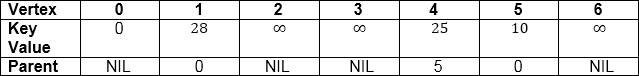 Vertex 0 1 2 3 4 5 6
Key Value 0 28 ∞ ∞ 25 10 ∞
Parent NIL 0 NIL NIL 5 0 NIL